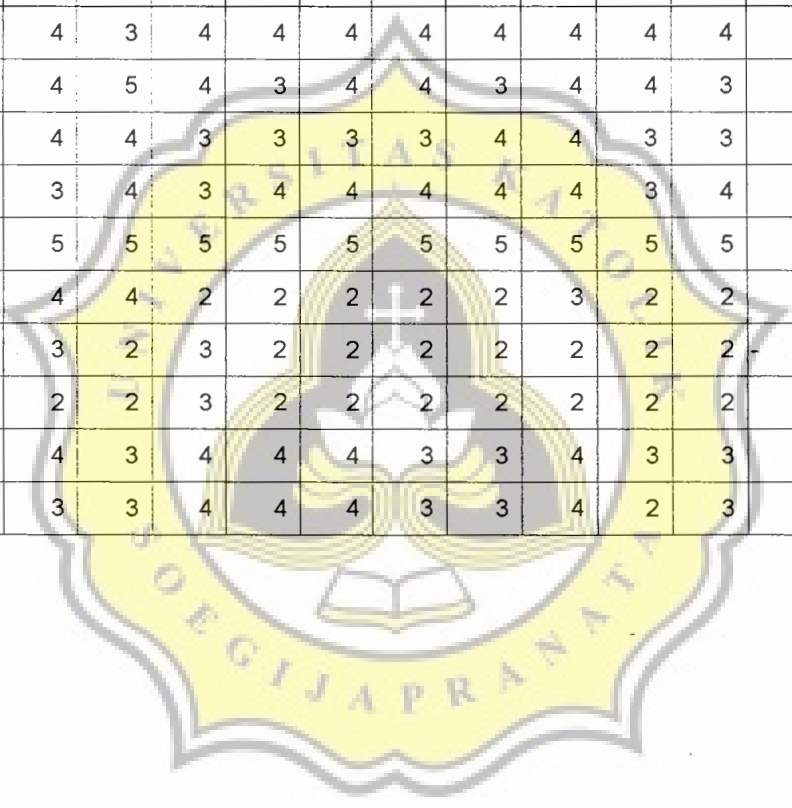 4 3 4 4 4 4 4 4 4 4
4 5 4 3 4 4 3 4 4 3
4 4 3 3 3 3 4 4 3 3
3 4 3 4 4 4 4 4 3 4
5 5 5 5 5 5 5 5 5 5
4 4 2 2 2 2 2 3 2 2
3 2 3 2 2 2 2 2 2 2
2 2 3 2 2 2 2 2 2 2
4 3 4 4 4 3 3 4 3 3
3 3 4 4 4 3 3 4 2 3
UNIVERSITAS KATOLIK
SOEGIJAPRANATA